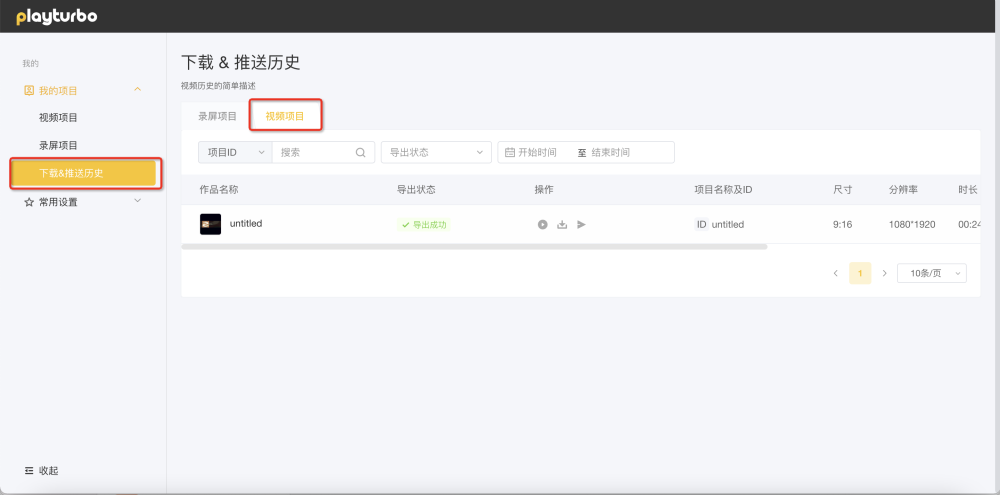 playturbo
我的
我的项目
视频项目
录屏项目
下载&推送历史
常用设置
收起
下载 & 推送历史
视频历史的简单描述
录屏项目 视频项目
项目ID 搜索 导出状态 开始时间 至 结束时间
作品名称 导出状态 操作 项目名称及ID 尺寸 分辨率 时长
untitled 导出成功 ID untitled 9:16 1080*1920 00:24
1 10条/页